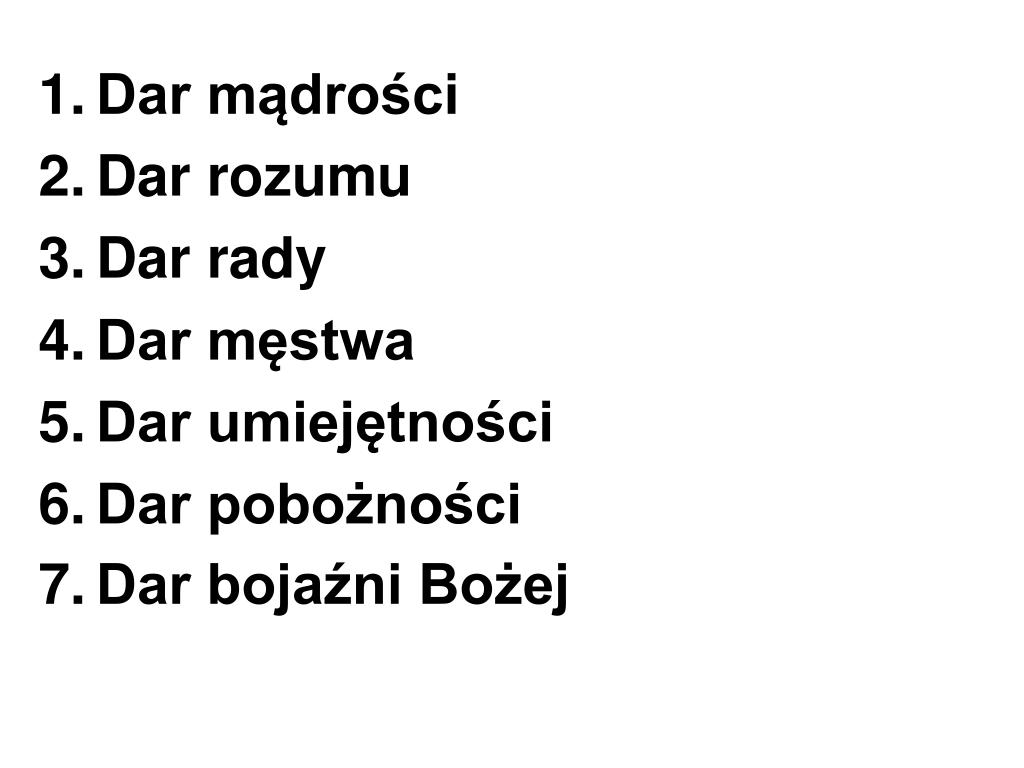 1. Dar mądrości
2. Dar rozumu
3. Dar rady
4. Dar męstwa
5. Dar umiejętności
6. Dar pobożności
7. Dar bojaźni Bożej